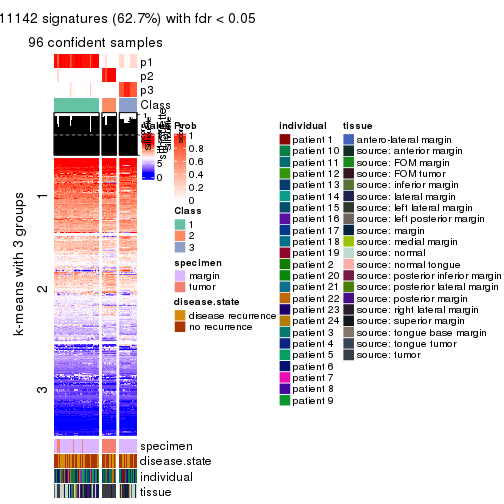 11142 signatures (62.7%) with fdr < 0.05
96 confident samples
p1
p2
p3
Class
Prob
1
0.8
0.6
0.4
0.2
0
5
0
Class
1
2
3
specimen
margin
tumor
disease.state
disease recurrence
no recurrence
k-means with 3 groups
1
2
3
specimen
disease.state
individual
tissue
individual
patient 1
patient 10
patient 11
patient 12
patient 13
patient 14
patient 15
patient 16
patient 17
patient 18
patient 19
patient 2
patient 20
patient 21
patient 22
patient 23
patient 24
patient 3
patient 4
patient 5
patient 6
patient 7
patient 8
patient 9
tissue
antero-lateral margin
source: anterior margin
source: FOM margin
source: FOM tumor
source: inferior margin
source: lateral margin
source: left lateral margin
source: left posterior margin
source: margin
source: medial margin
source: normal
source: normal tongue
source: posterior inferior margin
source: posterior lateral margin
source: posterior margin
source: right lateral margin
source: superior margin
source: tongue base margin
source: tongue tumor
source: tumor